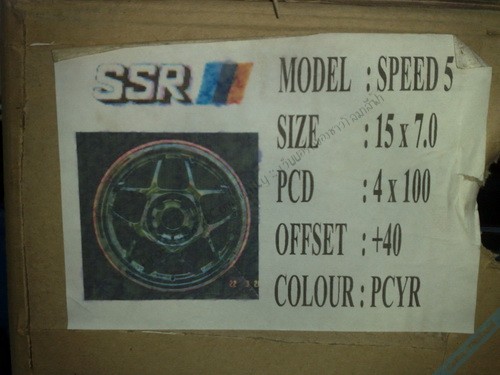 SSR
MODEL : SPEED 5
SIZE : 15 x 7.0
PCD : 4 x 100
OFFSET : +40
COLOUR : PCYR